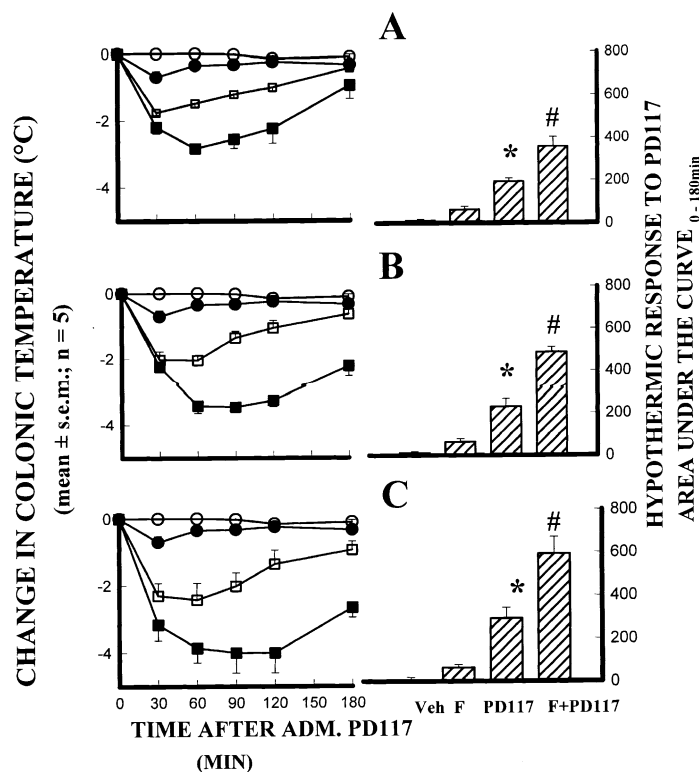 A
0
-2
-4
800
600
400
200
0
*
#
B
0
-2
-4
800
600
400
200
0
*
#
C
0
-2
-4
800
600
400
200
0
*
#
0 30 60 90 120 150 180
Veh F PD117 F+PD117
TIME AFTER ADM. PD117
(MIN)
CHANGE IN COLONIC TEMPERATURE (°C)
(mean ± s.e.m.; n = 5)
HYPOTHERMIC RESPONSE TO PD117
AREA UNDER THE CURVE 0 - 180min